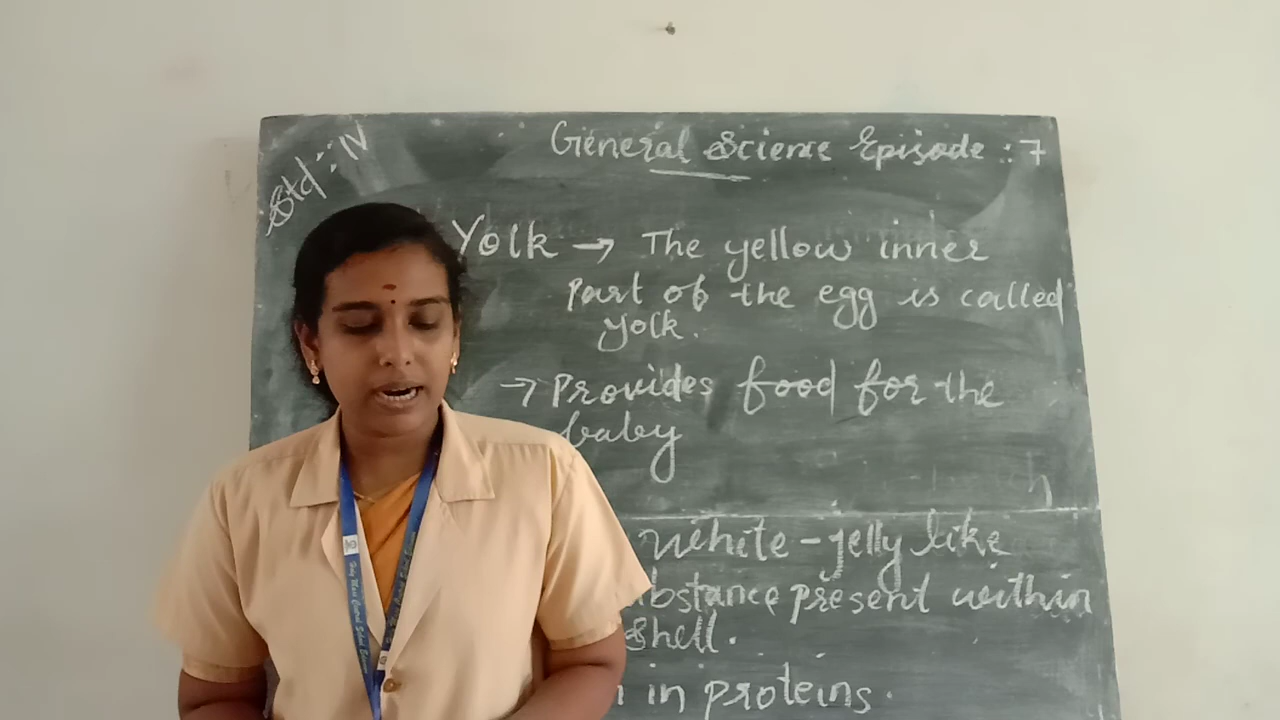 Std : IV
General Science Episode : 7
Yolk → The yellow inner
part of the egg is called
yolk.
→ Provides food for the
baby
white - jelly like
bstance present within
shell.
in proteins.